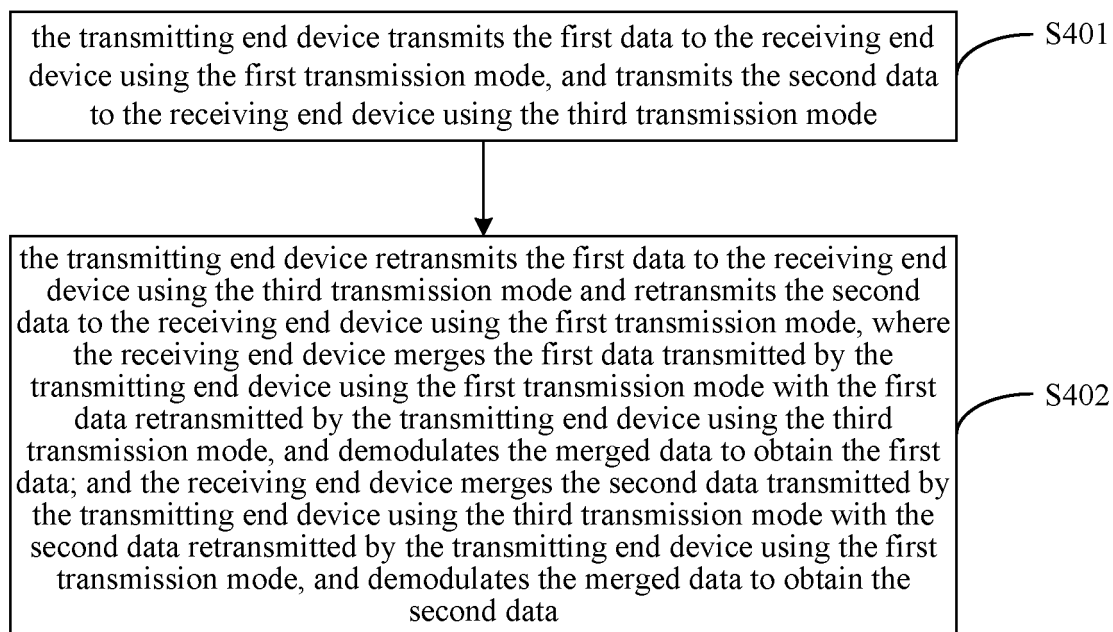 the transmitting end device transmits the first data to the receiving end
device using the first transmission mode, and transmits the second data
to the receiving end device using the third transmission mode
S401
the transmitting end device retransmits the first data to the receiving end
device using the third transmission mode and retransmits the second
data to the receiving end device using the first transmission mode, where
the receiving end device merges the first data transmitted by the
transmitting end device using the first transmission mode with the first
data retransmitted by the transmitting end device using the third
transmission mode, and demodulates the merged data to obtain the first
data; and the receiving end device merges the second data transmitted by
the transmitting end device using the third transmission mode with the
second data retransmitted by the transmitting end device using the first
transmission mode, and demodulates the merged data to obtain the
second data
S402